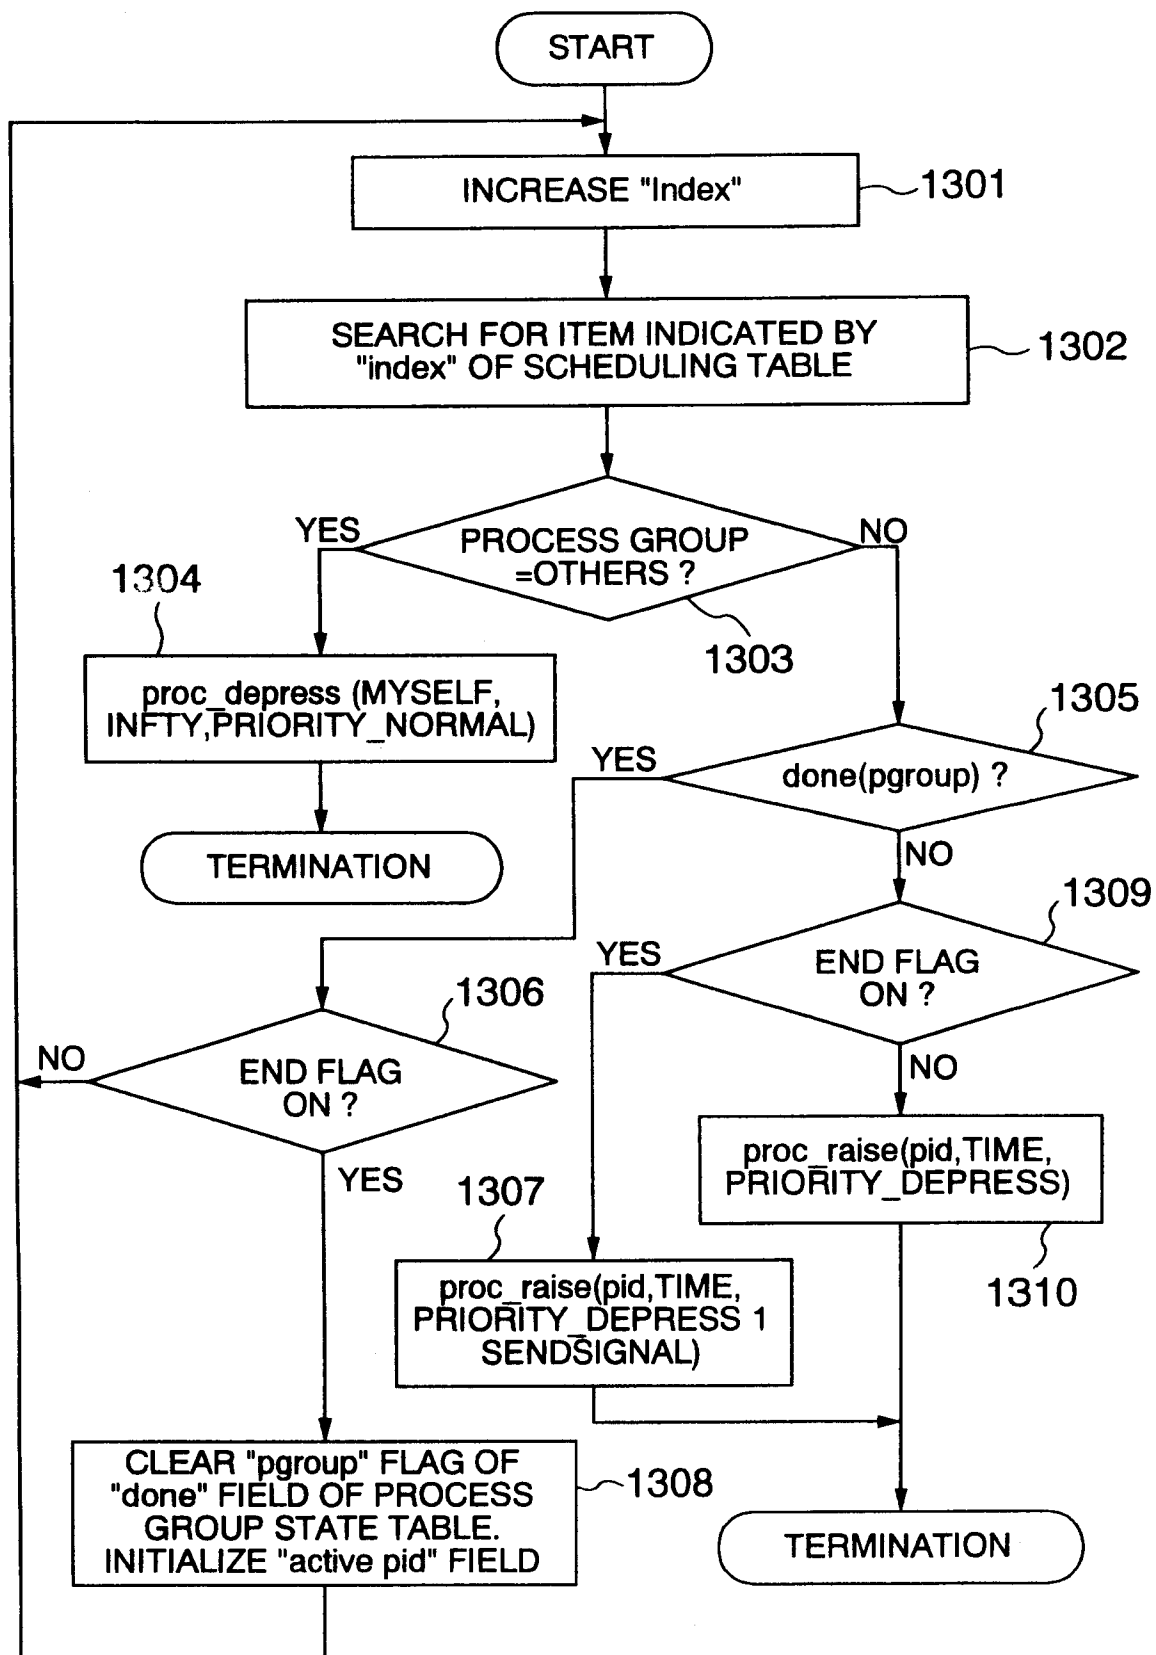 START
INCREASE "Index"
1301
SEARCH FOR ITEM INDICATED BY
"index" OF SCHEDULING TABLE
1302
YES
PROCESS GROUP
=OTHERS ?
NO
1303
1304
proc_depress (MYSELF,
INFTY,PRIORITY_NORMAL)
TERMINATION
1305
YES
done(pgroup) ?
NO
1309
YES
END FLAG
ON ?
NO
1306
NO
END FLAG
ON ?
YES
proc_raise(pid,TIME,
PRIORITY_DEPRESS)
1310
1307
proc_raise(pid,TIME,
PRIORITY_DEPRESS 1
SENDSIGNAL)
CLEAR "pgroup" FLAG OF
"done" FIELD OF PROCESS
GROUP STATE TABLE.
INITIALIZE "active pid" FIELD
1308
TERMINATION